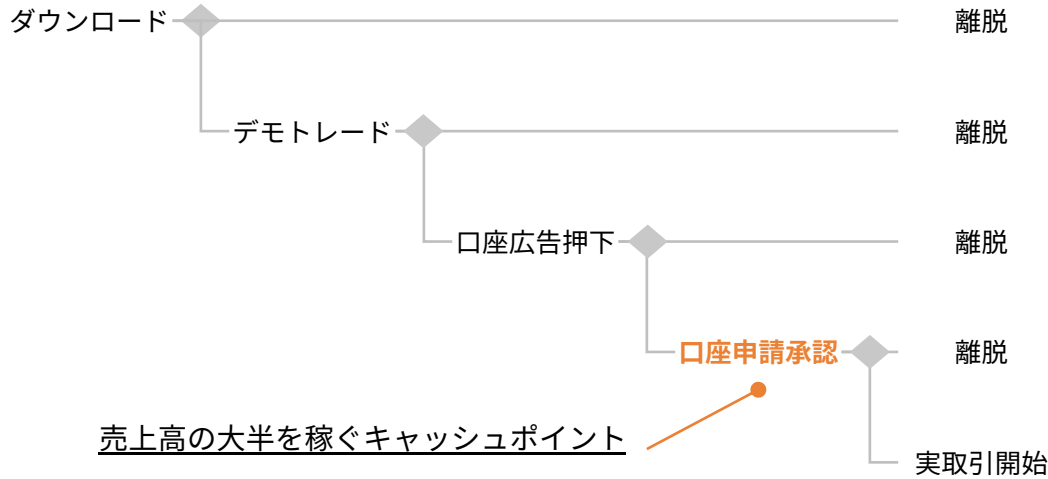 ダウンロード 離脱
デモトレード 離脱
口座広告押下 離脱
口座申請承認 離脱
売上高の大半を稼ぐキャッシュポイント
実取引開始